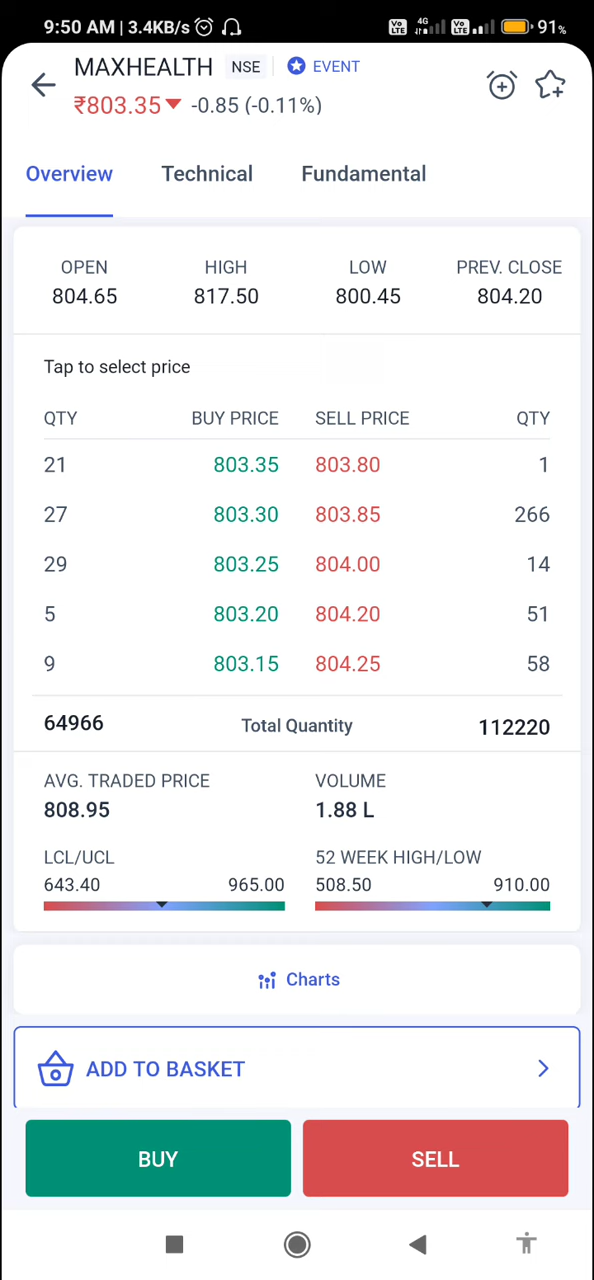 9:50 AM | 3.4KB/s Vo LTE 4G Vo LTE 91%
MAXHEALTH NSE EVENT
₹803.35 -0.85 (-0.11%)
Overview Technical Fundamental
OPEN HIGH LOW PREV. CLOSE
804.65 817.50 800.45 804.20
Tap to select price
QTY BUY PRICE SELL PRICE QTY
21 803.35 803.80 1
27 803.30 803.85 266
29 803.25 804.00 14
5 803.20 804.20 51
9 803.15 804.25 58
64966 Total Quantity 112220
AVG. TRADED PRICE VOLUME
808.95 1.88 L
LCL/UCL 52 WEEK HIGH/LOW
643.40 965.00 508.50 910.00
Charts
ADD TO BASKET
BUY SELL